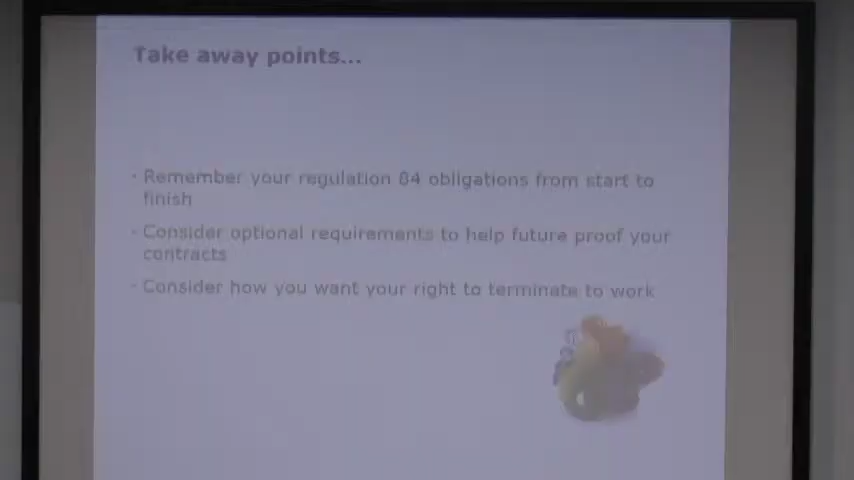 Take away points...
· Remember your regulation 84 obligations from start to
finish
· Consider optional requirements to help future proof your
contracts
· Consider how you want your right to terminate to work